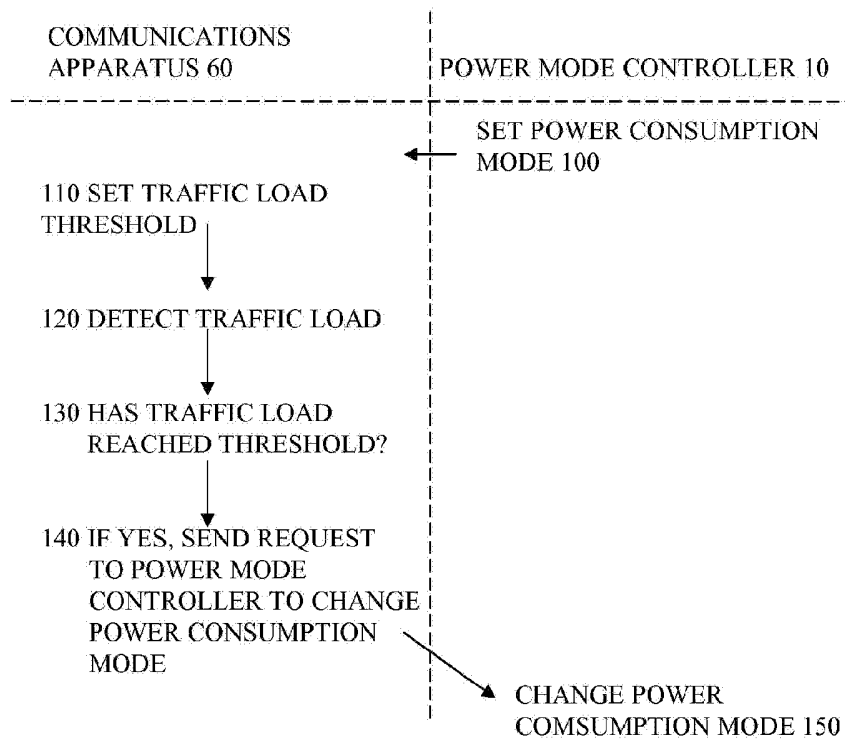 COMMUNICATIONS
APPARATUS 60
POWER MODE CONTROLLER 10
SET POWER CONSUMPTION
MODE 100
110 SET TRAFFIC LOAD
THRESHOLD
120 DETECT TRAFFIC LOAD
130 HAS TRAFFIC LOAD
REACHED THRESHOLD?
140 IF YES, SEND REQUEST
TO POWER MODE
CONTROLLER TO CHANGE
POWER CONSUMPTION
MODE
CHANGE POWER
COMSUMPTION MODE 150